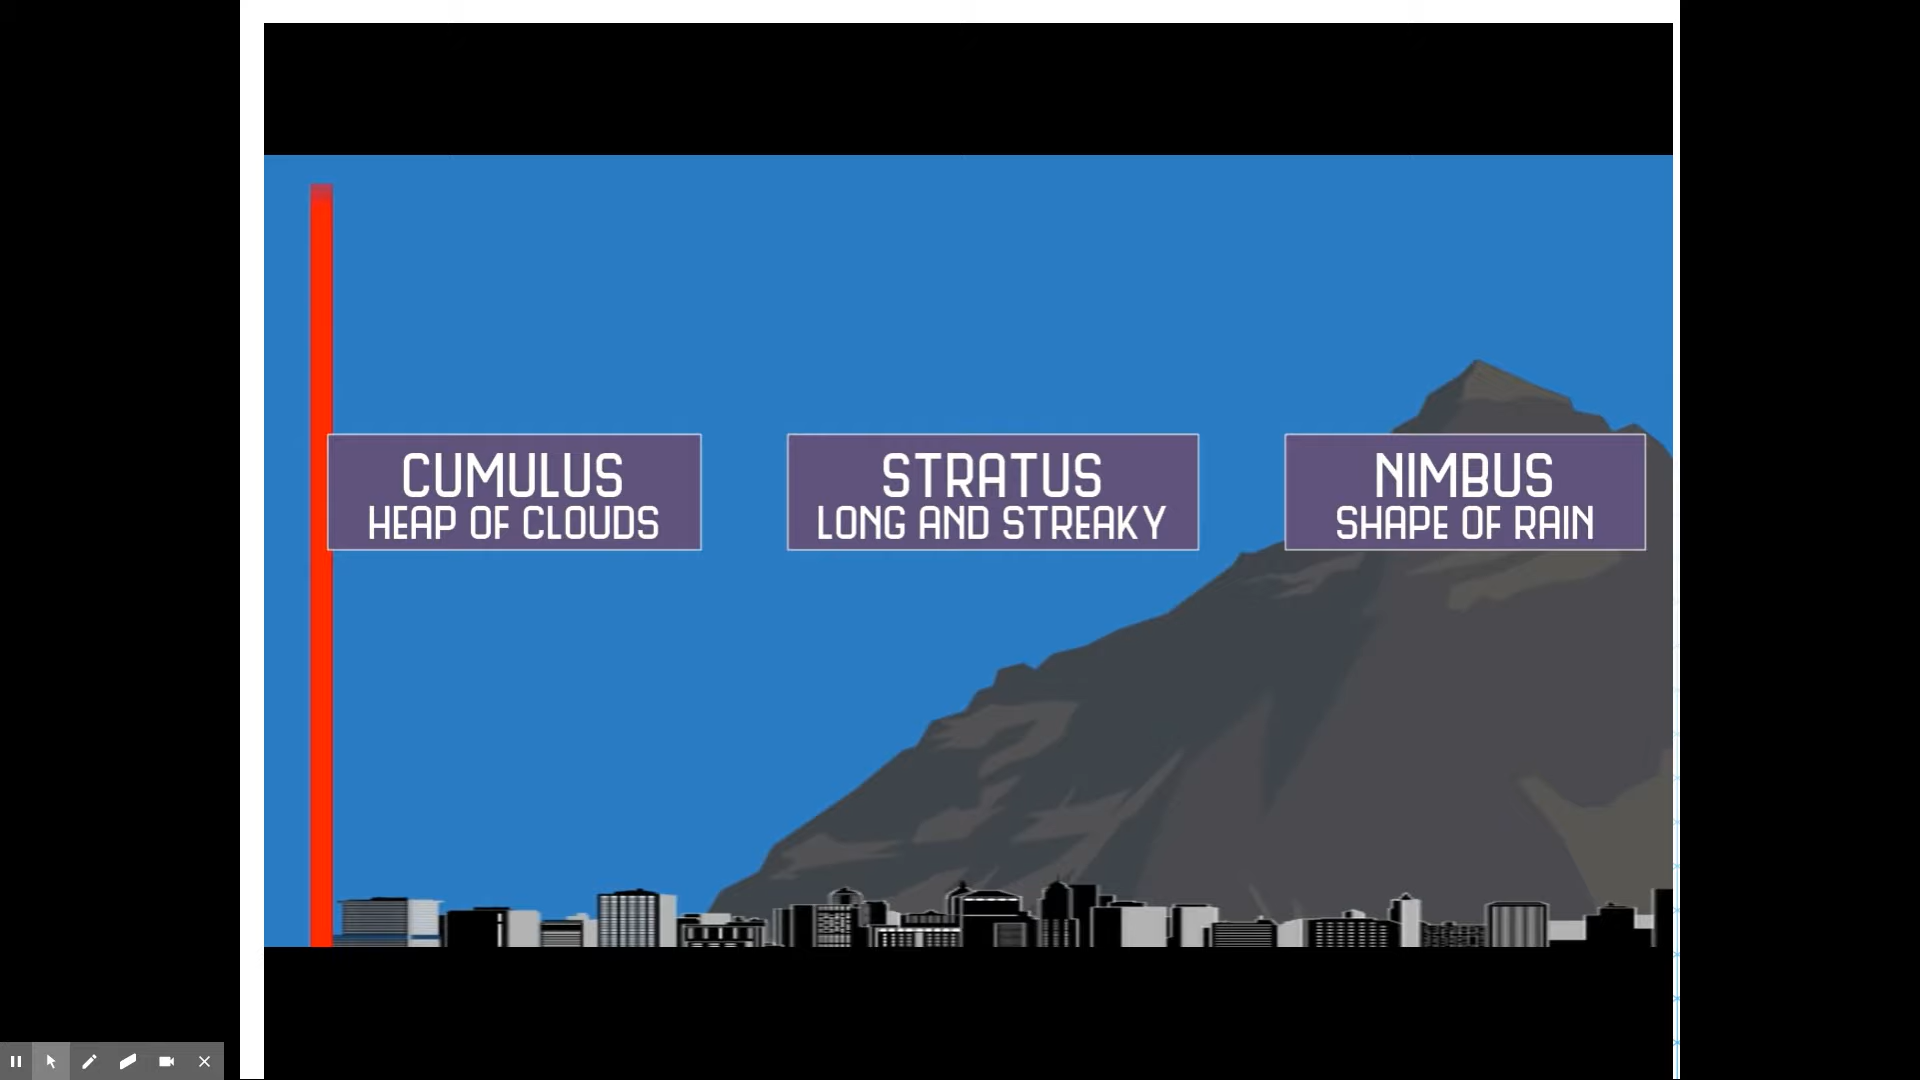 CUMULUS
HEAP OF CLOUDS
STRATUS
LONG AND STREAKY
NIMBUS
SHAPE OF RAIN